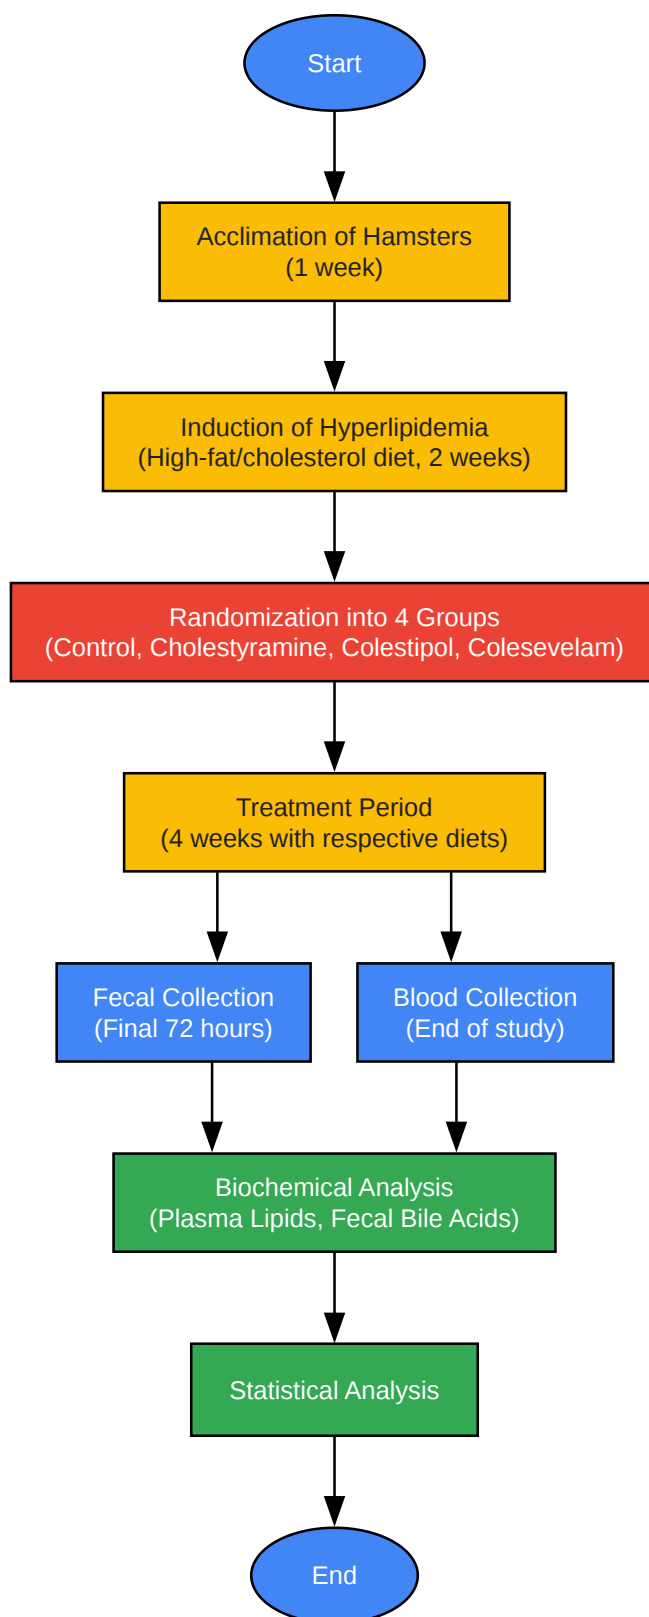 Start
Acclimation of Hamsters
(1 week)
Induction of Hyperlipidemia
(High-fat/cholesterol diet, 2 weeks)
Randomization into 4 Groups
(Control, Cholestyramine, Colestipol, Colesevelam)
Treatment Period
(4 weeks with respective diets)
Fecal Collection
(Final 72 hours)
Blood Collection
(End of study)
Biochemical Analysis
(Plasma Lipids, Fecal Bile Acids)
Statistical Analysis
End